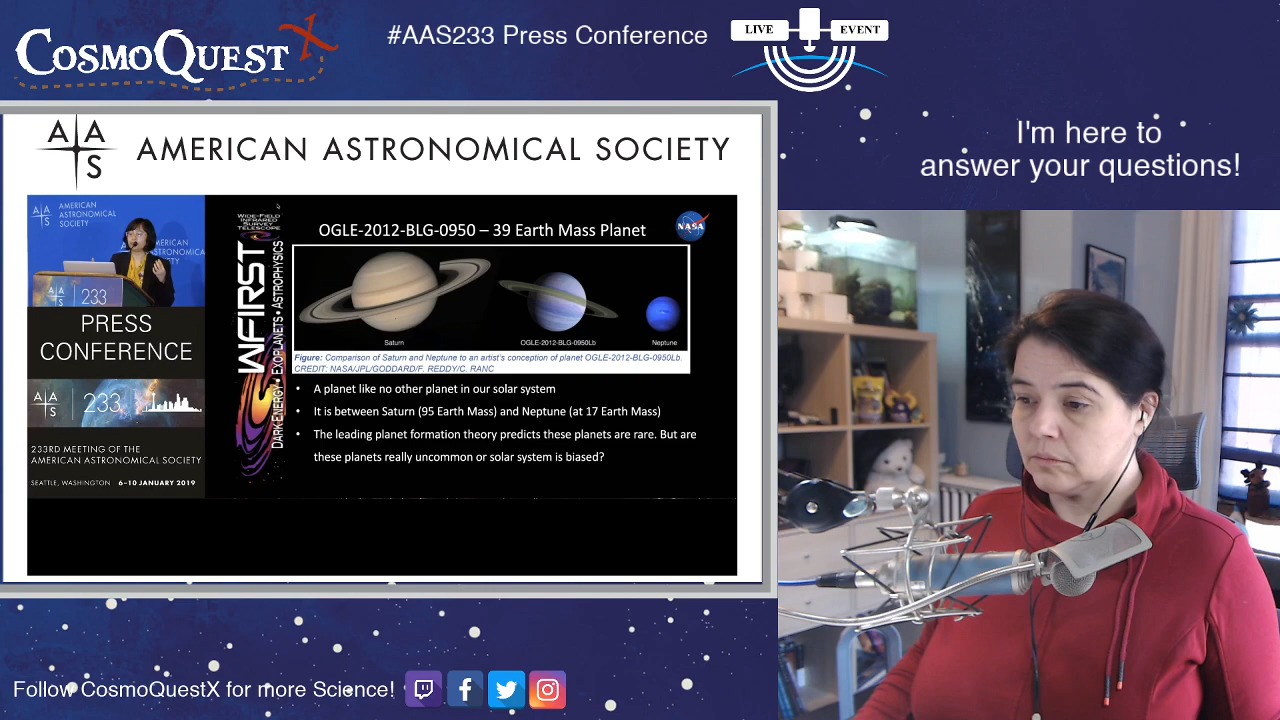 COSMOQUEST X
#AAS233 Press Conference
LIVE EVENT
I'm here to
answer your questions!
AAS
AMERICAN ASTRONOMICAL SOCIETY
AAS
AMERICAN
ASTRONOMICAL
SOCIETY
AAS 233
PRESS
CONFERENCE
AAS 233
233RD MEETING OF THE
AMERICAN ASTRONOMICAL SOCIETY
SEATTLE, WASHINGTON 6–10 JANUARY 2019
WIDE-FIELD
INFRARED
SURVEY
TELESCOPE
WFIRST
DARK ENERGY • EXOPLANETS • ASTROPHYSICS
OGLE-2012-BLG-0950 – 39 Earth Mass Planet
NASA
Saturn
OGLE-2012-BLG-0950Lb
Neptune
Figure: Comparison of Saturn and Neptune to an artist's conception of planet OGLE-2012-BLG-0950Lb.
CREDIT: NASA/JPL/GODDARD/F. REDDY/C. RANC
• A planet like no other planet in our solar system
• It is between Saturn (95 Earth Mass) and Neptune (at 17 Earth Mass)
• The leading planet formation theory predicts these planets are rare. But are
these planets really uncommon or solar system is biased?
Follow CosmoQuestX for more Science!